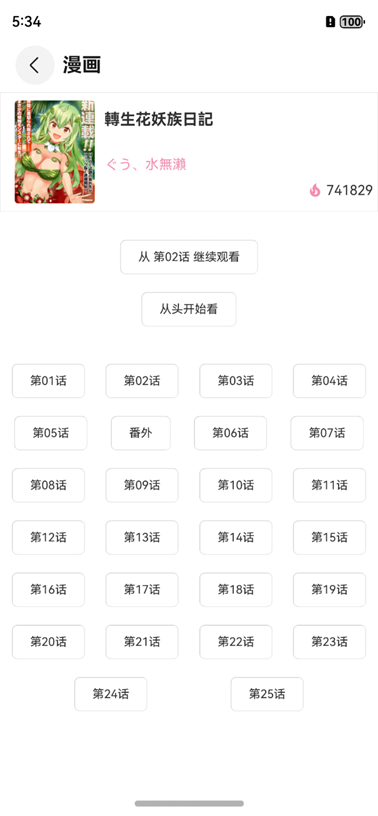 5:34
100
漫画
新連載!!
轉生花妖族日記
ぐう、水無瀨
741829
从 第02话 继续观看
从头开始看
第01话 第02话 第03话 第04话
第05话 番外 第06话 第07话
第08话 第09话 第10话 第11话
第12话 第13话 第14话 第15话
第16话 第17话 第18话 第19话
第20话 第21话 第22话 第23话
第24话 第25话